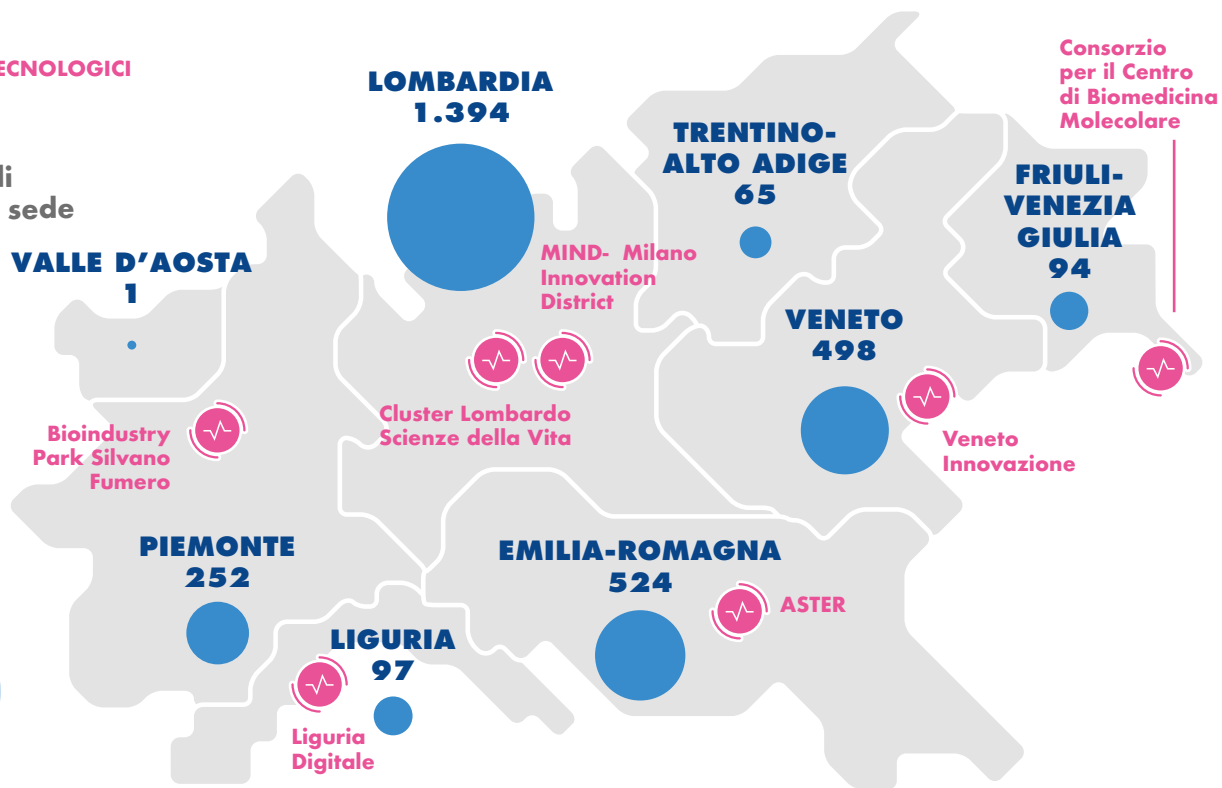 ECNOLOGICI
di
sede
LOMBARDIA
1.394
TRENTINO-
ALTO ADIGE
65
Consorzio
per il Centro
di Biomedicina
Molecolare
FRIULI-
VENEZIA
GIULIA
94
VALLE D’AOSTA
1
MIND- Milano
Innovation
District
VENETO
498
Cluster Lombardo
Scienze della Vita
Bioindustry
Park Silvano
Fumero
Veneto
Innovazione
PIEMONTE
252
EMILIA-ROMAGNA
524
ASTER
LIGURIA
97
Liguria
Digitale